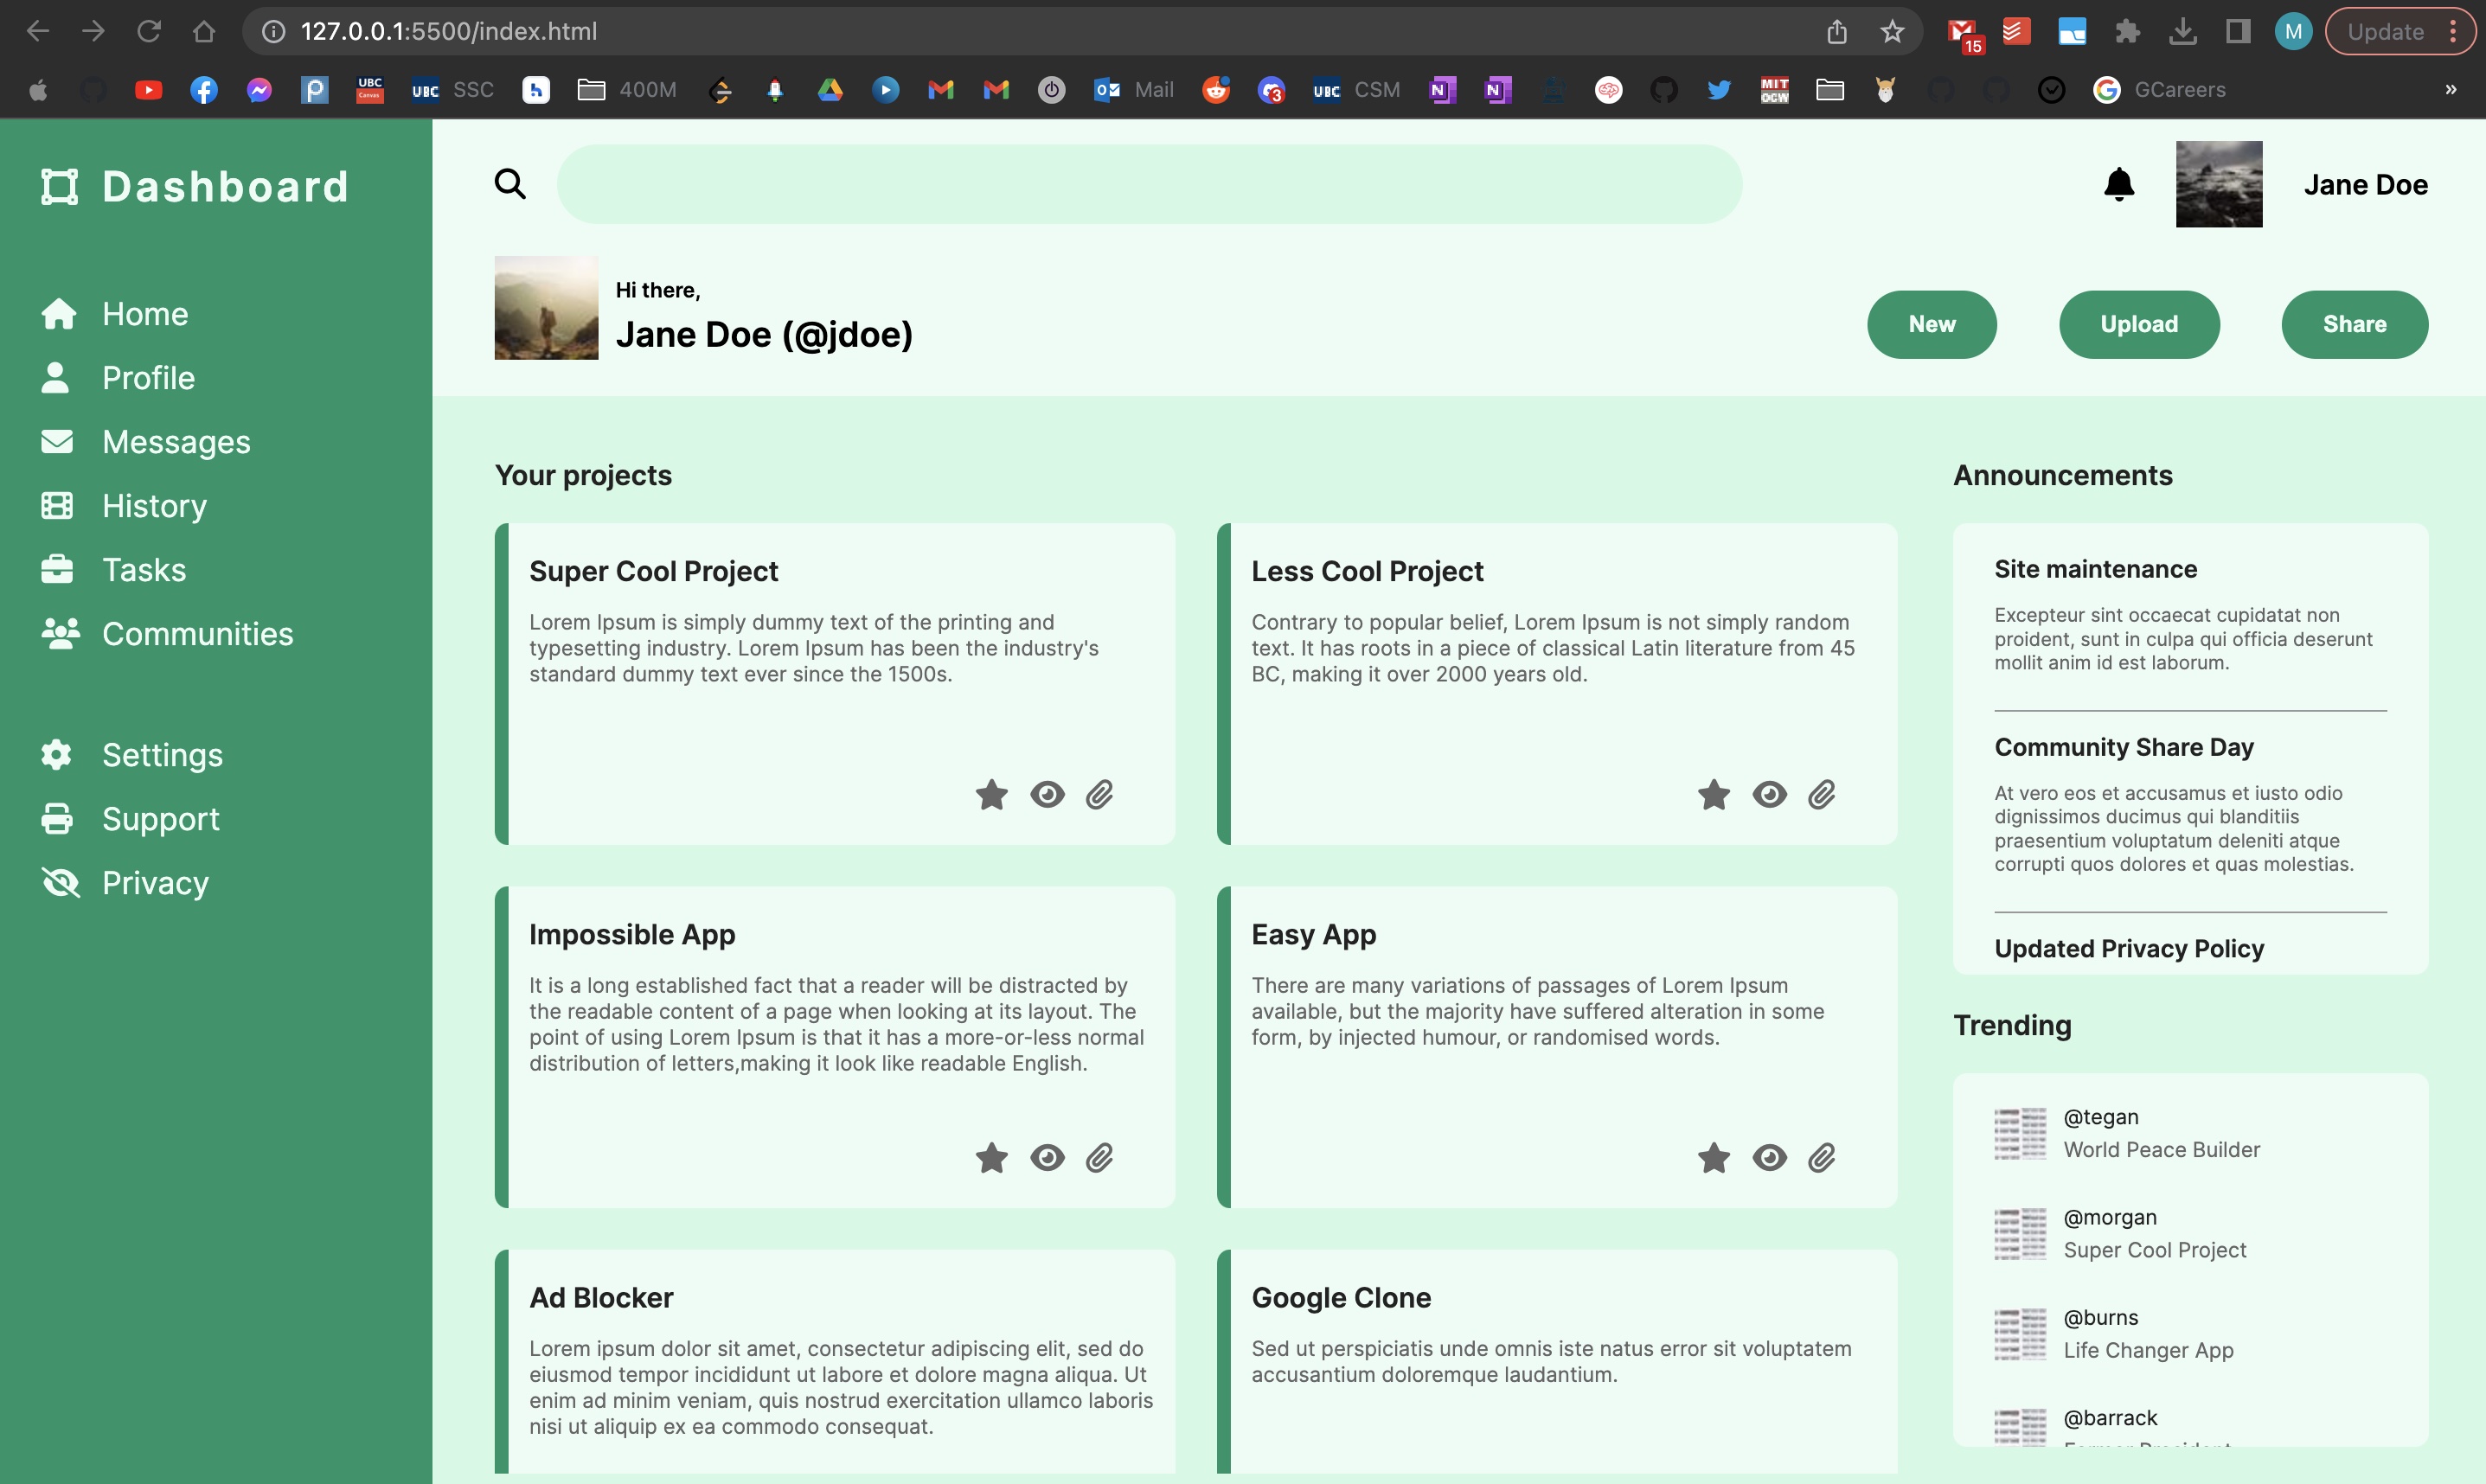 127.0.0.1:5500/index.html
15
M
Update
UBC
Canvas
UBC
SSC
400M
Mail
3
UBC
CSM
N
N
MIT
OCW
GCareers
»
Dashboard
Home
Profile
Messages
History
Tasks
Communities
Settings
Support
Privacy
Jane Doe
Hi there,
Jane Doe (@jdoe)
New
Upload
Share
Your projects
Super Cool Project
Lorem Ipsum is simply dummy text of the printing and
typesetting industry. Lorem Ipsum has been the industry's
standard dummy text ever since the 1500s.
Less Cool Project
Contrary to popular belief, Lorem Ipsum is not simply random
text. It has roots in a piece of classical Latin literature from 45
BC, making it over 2000 years old.
Impossible App
It is a long established fact that a reader will be distracted by
the readable content of a page when looking at its layout. The
point of using Lorem Ipsum is that it has a more-or-less normal
distribution of letters,making it look like readable English.
Easy App
There are many variations of passages of Lorem Ipsum
available, but the majority have suffered alteration in some
form, by injected humour, or randomised words.
Ad Blocker
Lorem ipsum dolor sit amet, consectetur adipiscing elit, sed do
eiusmod tempor incididunt ut labore et dolore magna aliqua. Ut
enim ad minim veniam, quis nostrud exercitation ullamco laboris
nisi ut aliquip ex ea commodo consequat.
Google Clone
Sed ut perspiciatis unde omnis iste natus error sit voluptatem
accusantium doloremque laudantium.
Announcements
Site maintenance
Excepteur sint occaecat cupidatat non
proident, sunt in culpa qui officia deserunt
mollit anim id est laborum.
Community Share Day
At vero eos et accusamus et iusto odio
dignissimos ducimus qui blanditiis
praesentium voluptatum deleniti atque
corrupti quos dolores et quas molestias.
Updated Privacy Policy
Trending
@tegan
World Peace Builder
@morgan
Super Cool Project
@burns
Life Changer App
@barrack